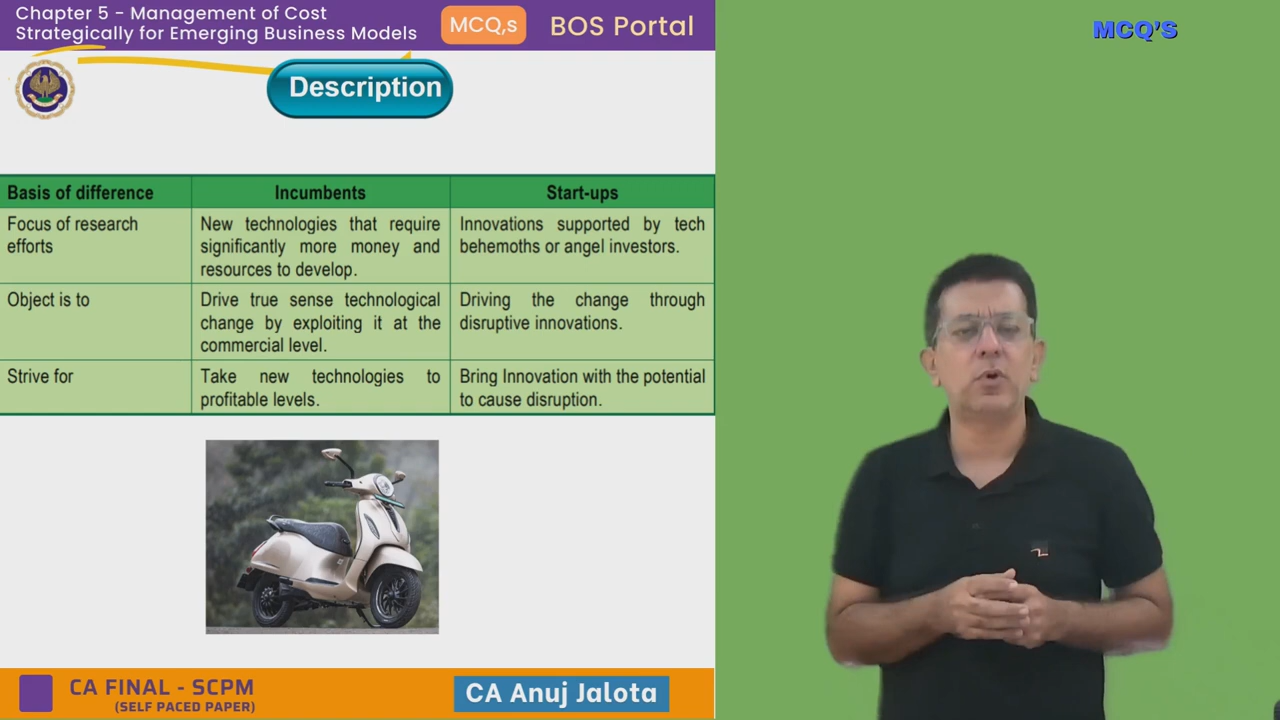 Chapter 5 - Management of Cost
Strategically for Emerging Business Models
MCQ,s
BOS Portal
MCQ'S
Description
Basis of difference
Incumbents
Start-ups
Focus of research
efforts
New technologies that require
significantly more money and
resources to develop.
Innovations supported by tech
behemoths or angel investors.
Object is to
Drive true sense technological
change by exploiting it at the
commercial level.
Driving the change through
disruptive innovations.
Strive for
Take new technologies to
profitable levels.
Bring Innovation with the potential
to cause disruption.
CA FINAL - SCPM
(SELF PACED PAPER)
CA Anuj Jalota